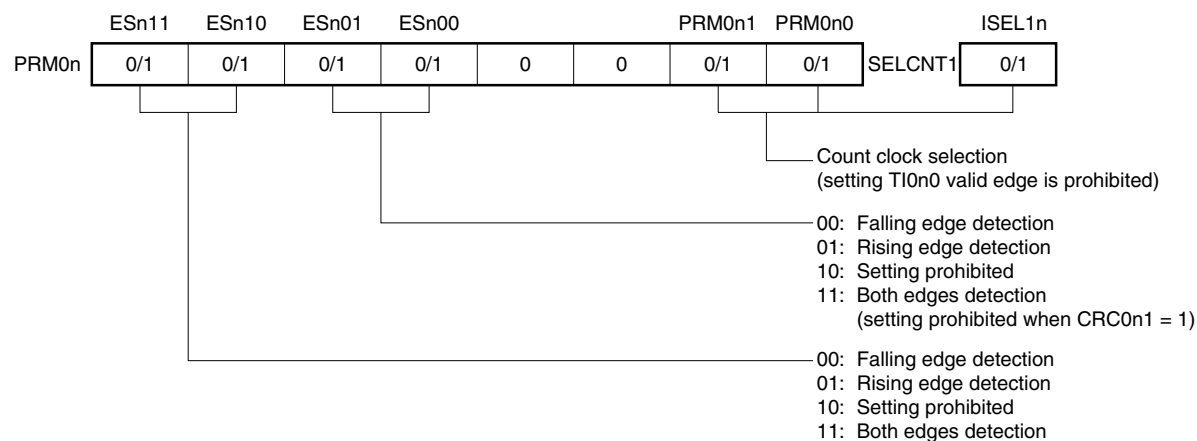 ESn11 ESn10 ESn01 ESn00 PRM0n1 PRM0n0 ISEL1n
PRM0n 0/1 0/1 0/1 0/1 0 0 0/1 0/1 SELCNT1 0/1
Count clock selection
(setting TI0n0 valid edge is prohibited)
00: Falling edge detection
01: Rising edge detection
10: Setting prohibited
11: Both edges detection
(setting prohibited when CRC0n1 = 1)
00: Falling edge detection
01: Rising edge detection
10: Setting prohibited
11: Both edges detection